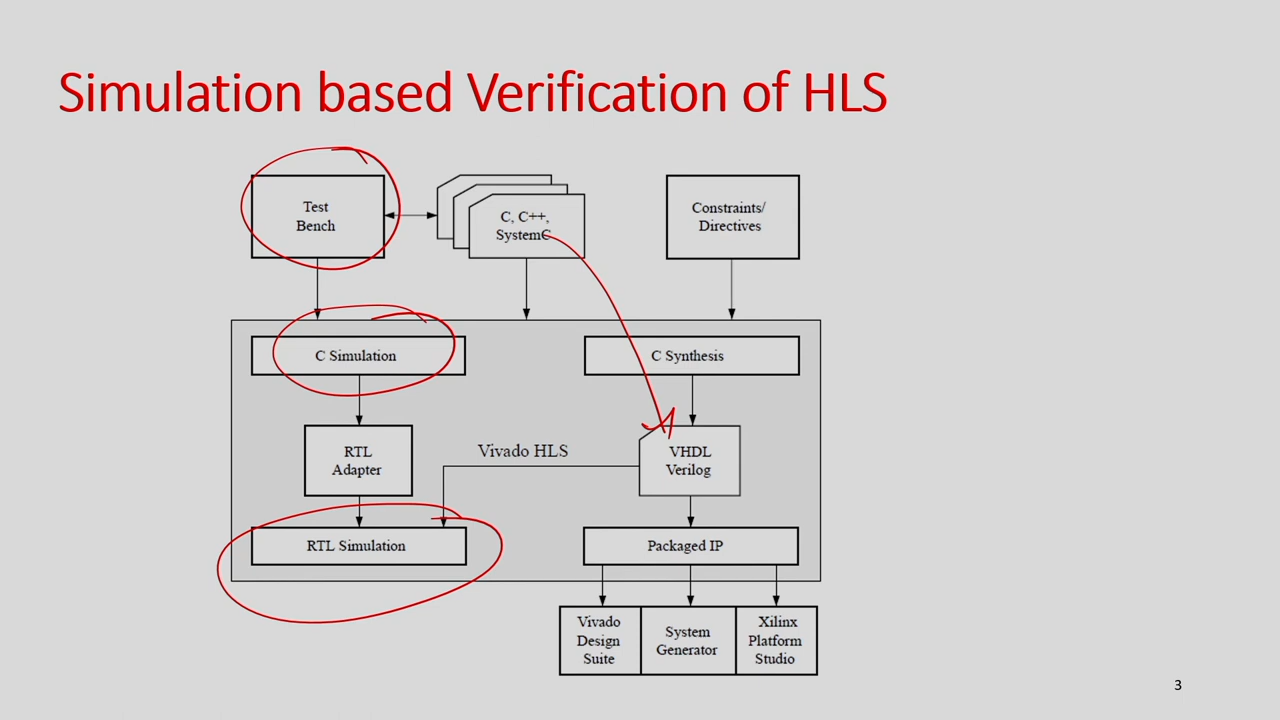 Simulation based Verification of HLS
Test
Bench
C, C++,
SystemC
Constraints/
Directives
C Simulation
C Synthesis
RTL
Adapter
Vivado HLS
VHDL
Verilog
RTL Simulation
Packaged IP
Vivado
Design
Suite
System
Generator
Xilinx
Platform
Studio
3